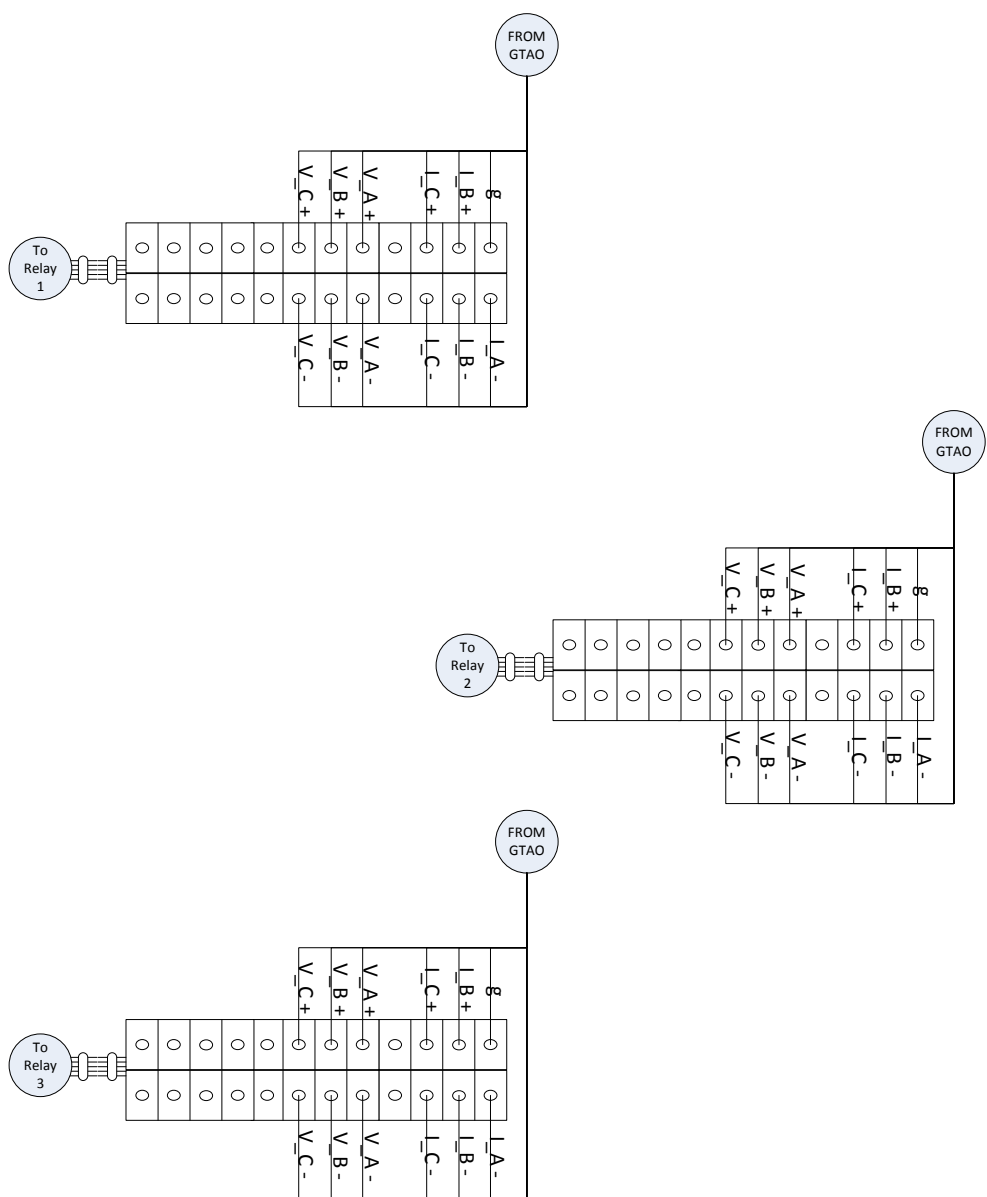 FROM
GTAO
V_C+
V_B+
V_A+
I_C+
I_B+
g
To
Relay
1
V_C-
V_B-
V_A-
I_C-
I_B-
I_A-
FROM
GTAO
V_C+
V_B+
V_A+
I_C+
I_B+
g
To
Relay
2
V_C-
V_B-
V_A-
I_C-
I_B-
I_A-
FROM
GTAO
V_C+
V_B+
V_A+
I_C+
I_B+
g
To
Relay
3
V_C-
V_B-
V_A-
I_C-
I_B-
I_A-